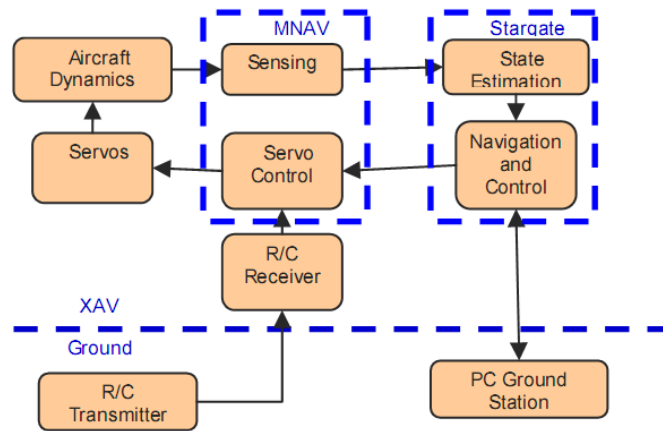 MNAV
Stargate
Aircraft
Dynamics
Sensing
State
Estimation
Servos
Servo
Control
Navigation
and
Control
R/C
Receiver
XAV
Ground
R/C
Transmitter
PC Ground
Station